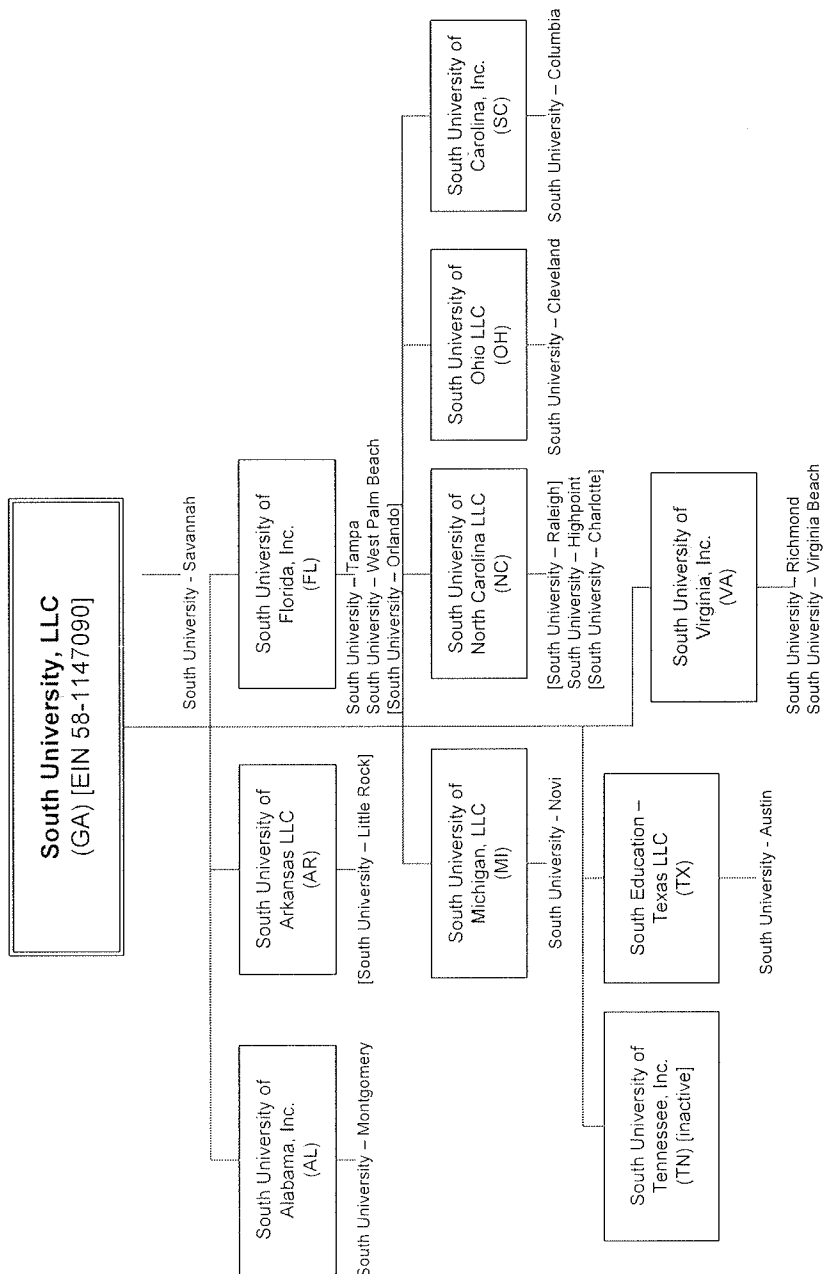 South University, LLC
(GA) [EIN 58-1147090]
South University - Savannah
South University of
Alabama, Inc.
(AL)
South University – Montgomery
South University of
Arkansas LLC
(AR)
[South University – Little Rock]
South University of
Florida, Inc.
(FL)
South University – Tampa
South University – West Palm Beach
[South University – Orlando]
South University of
Michigan, LLC
(MI)
South University - Novi
South University of
North Carolina LLC
(NC)
[South University – Raleigh]
South University – Highpoint
[South University – Charlotte]
South University of
Ohio LLC
(OH)
South University – Cleveland
South University of
Carolina, Inc.
(SC)
South University – Columbia
South University of
Tennessee, Inc.
(TN) [inactive]
South Education –
Texas LLC
(TX)
South University - Austin
South University of
Virginia, Inc.
(VA)
South University – Richmond
South University – Virginia Beach